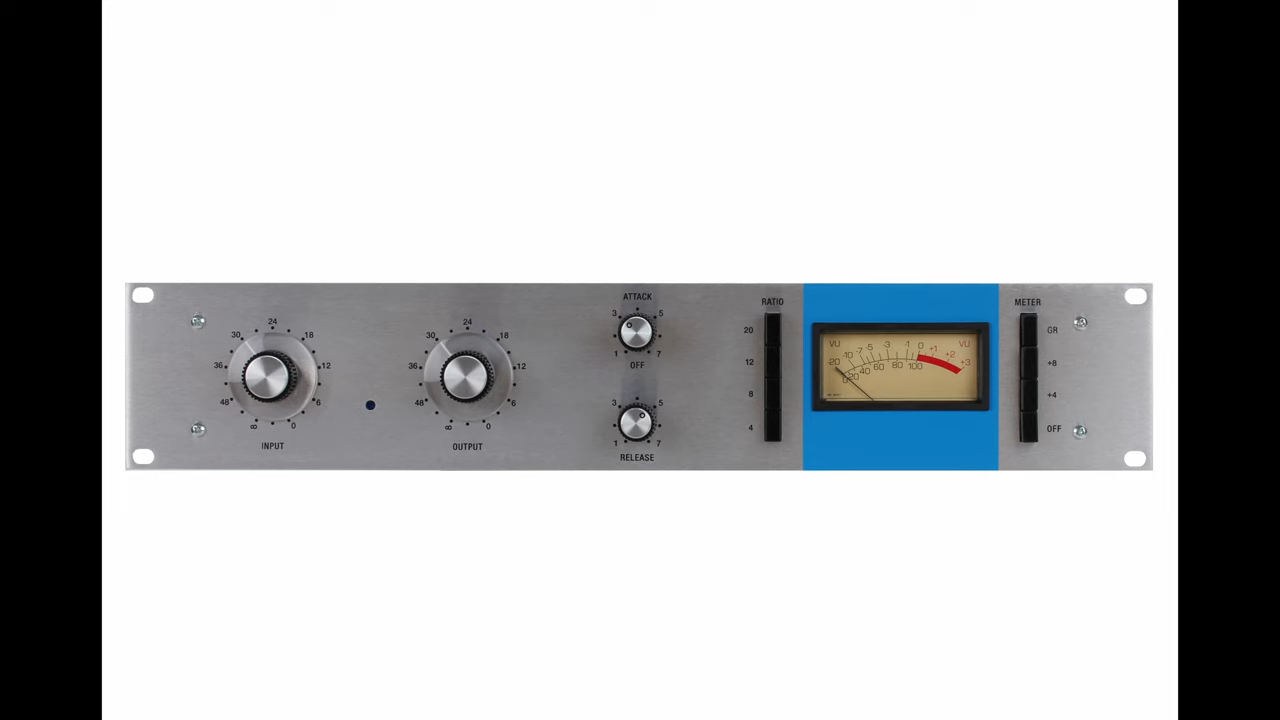 INPUT
∞ 48 36 30 24 18 12 6 0
OUTPUT
∞ 48 36 30 24 18 12 6 0
ATTACK
1 3 5 7
OFF
1 3 5 7
RELEASE
RATIO
20
12
8
4
VU VU
-20 -10 -7 -5 -3 -1 0 +1 +2 +3
0 20 40 60 80 100
METER
GR
+8
+4
OFF